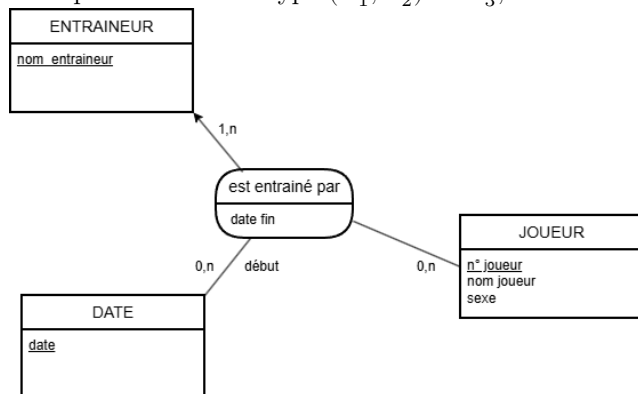 ENTRAINEUR
nom_entraineur
1,n
est entrainé par
date fin
0,n
début
0,n
JOUEUR
n° joueur
nom joueur
sexe
DATE
date